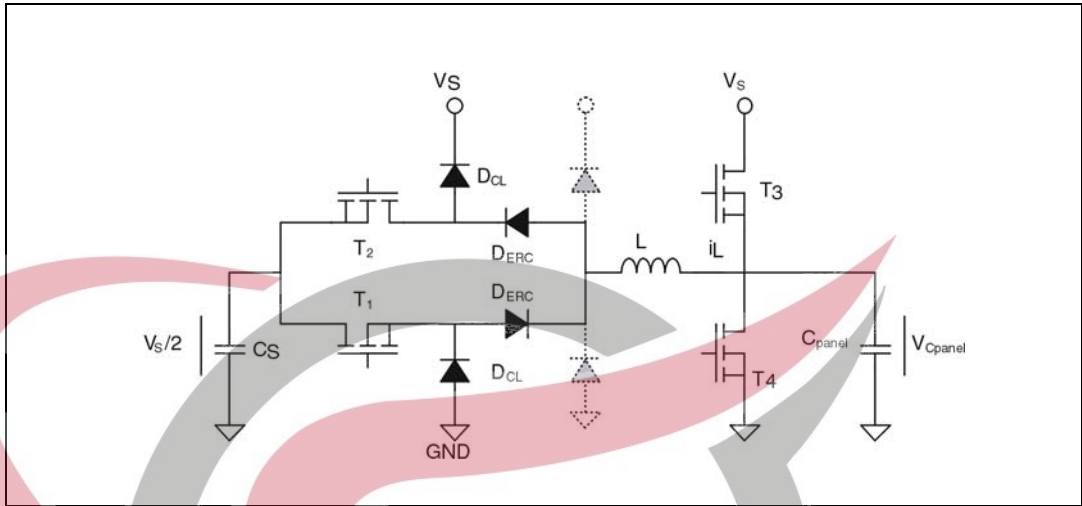 VS
VS
DCL
T3
T2
DERC
L
iL
DERC
T1
VS/2
CS
DCL
Cpanel
VCpanel
T4
GND